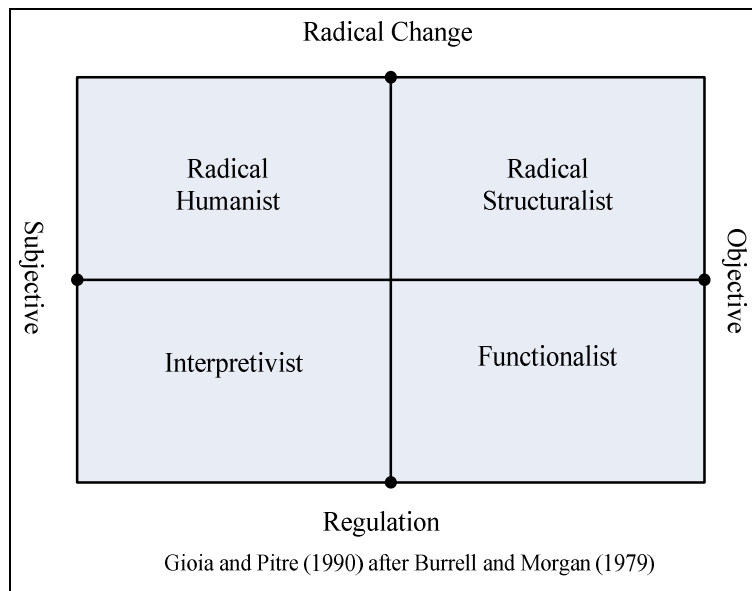 Radical Change
Radical
Humanist
Radical
Structuralist
Subjective
Objective
Interpretivist
Functionalist
Regulation
Gioia and Pitre (1990) after Burrell and Morgan (1979)